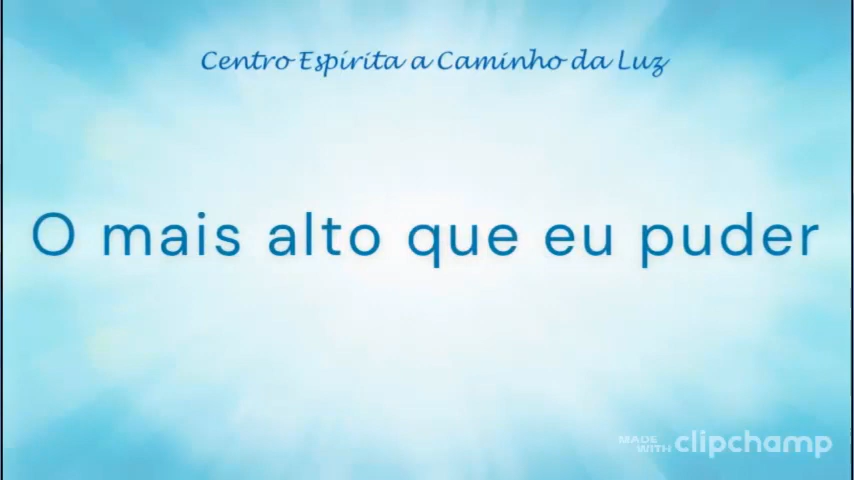 Centro Espírita a Caminho da Luz
O mais alto que eu puder
MADE WITH clipchamp